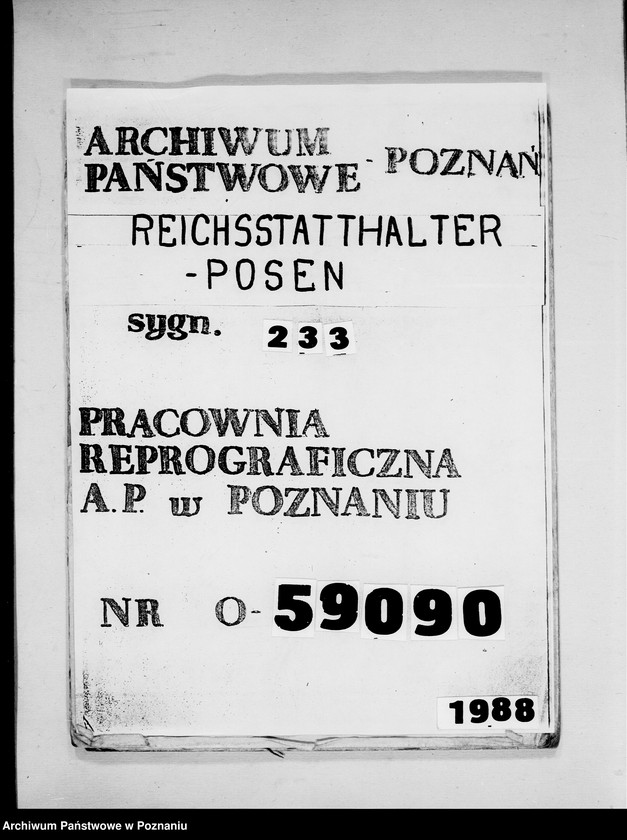 ARCHIWUM
PAŃSTWOWE - POZNAŃ
REICHSSTATTHALTER
-POSEN
sygn. 233
PRACOWNIA
REPROGRAFICZNA
A.P. w POZNANIU
NR O-59090
1988
Archiwum Państwowe w Poznaniu